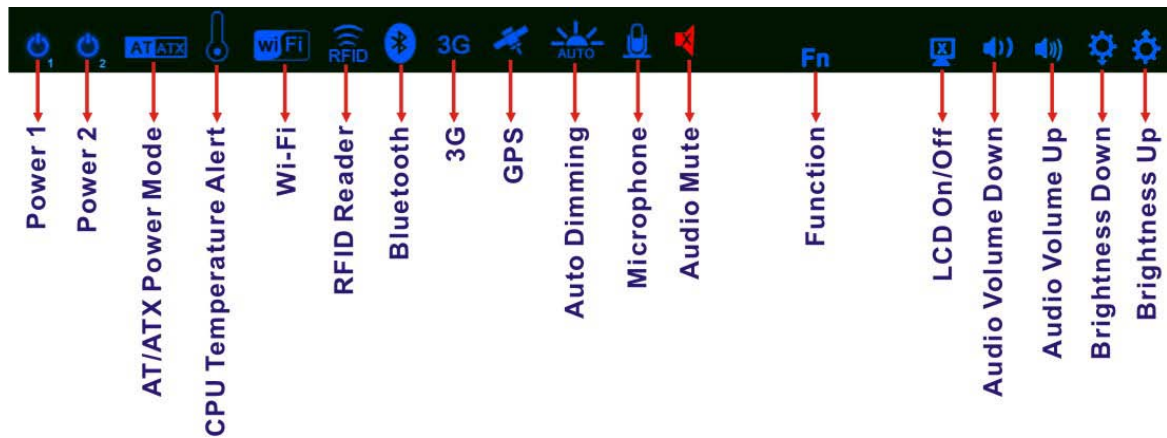 1
2
AT ATX
Wi Fi
RFID
3G
AUTO
X
Fn
X
Power 1
Power 2
AT/ATX Power Mode
CPU Temperature Alert
Wi-Fi
RFID Reader
Bluetooth
3G
GPS
Auto Dimming
Microphone
Audio Mute
Function
LCD On/Off
Audio Volume Down
Audio Volume Up
Brightness Down
Brightness Up